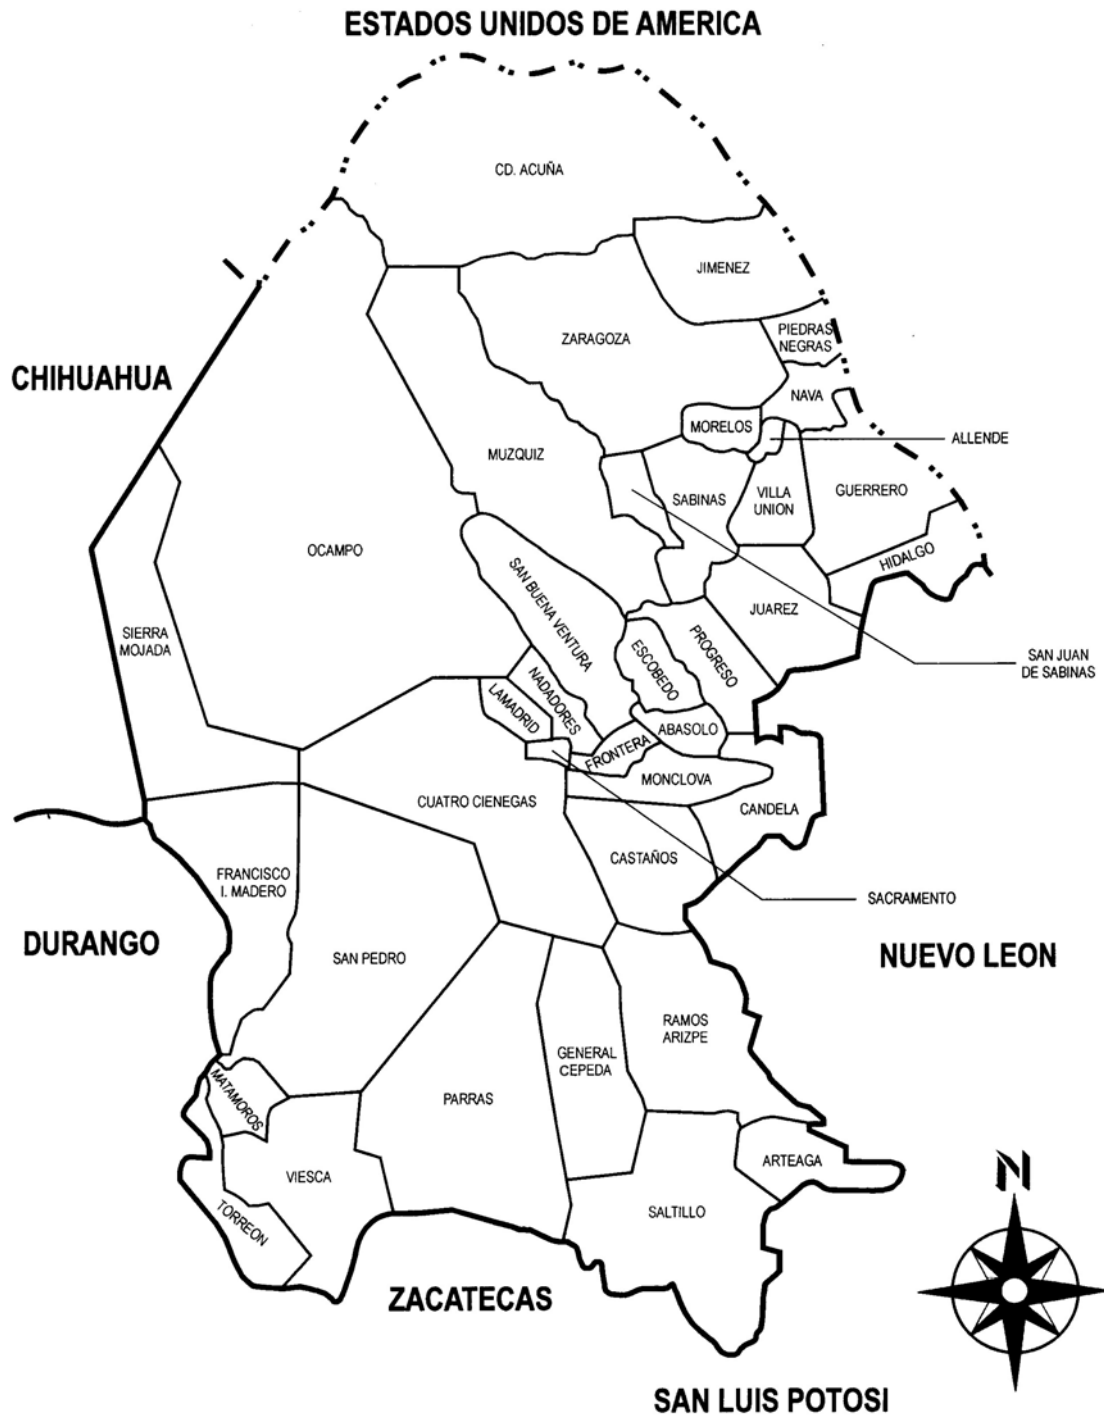 ESTADOS UNIDOS DE AMERICA
CD. ACUÑA
JIMENEZ
ZARAGOZA
PIEDRAS
NEGRAS
CHIHUAHUA
NAVA
MORELOS
ALLENDE
MUZQUIZ
SABINAS
VILLA
UNION
GUERRERO
OCAMPO
HIDALGO
SAN BUENA VENTURA
JUAREZ
SIERRA
MOJADA
PROGRESO
ESCOBEDO
SAN JUAN
DE SABINAS
NADADORES
LAMADRID
ABASOLO
FRONTERA
MONCLOVA
CUATRO CIENEGAS
CANDELA
CASTAÑOS
FRANCISCO
I. MADERO
SACRAMENTO
DURANGO
SAN PEDRO
NUEVO LEON
RAMOS
ARIZPE
GENERAL
CEPEDA
MATAMOROS
PARRAS
ARTEAGA
VIESCA
N
SALTILLO
TORREON
ZACATECAS
SAN LUIS POTOSI